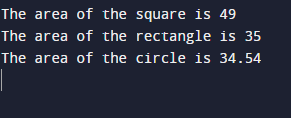 The area of the square is 49
The area of the rectangle is 35
The area of the circle is 34.54